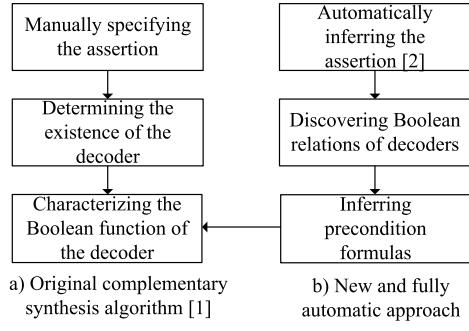 Manually specifying
the assertion
Determining the
existence of the
decoder
Characterizing the
Boolean function of
the decoder
a) Original complementary
synthesis algorithm [1]
Automatically
inferring the
assertion [2]
Discovering Boolean
relations of decoders
Inferring
precondition
formulas
b) New and fully
automatic approach